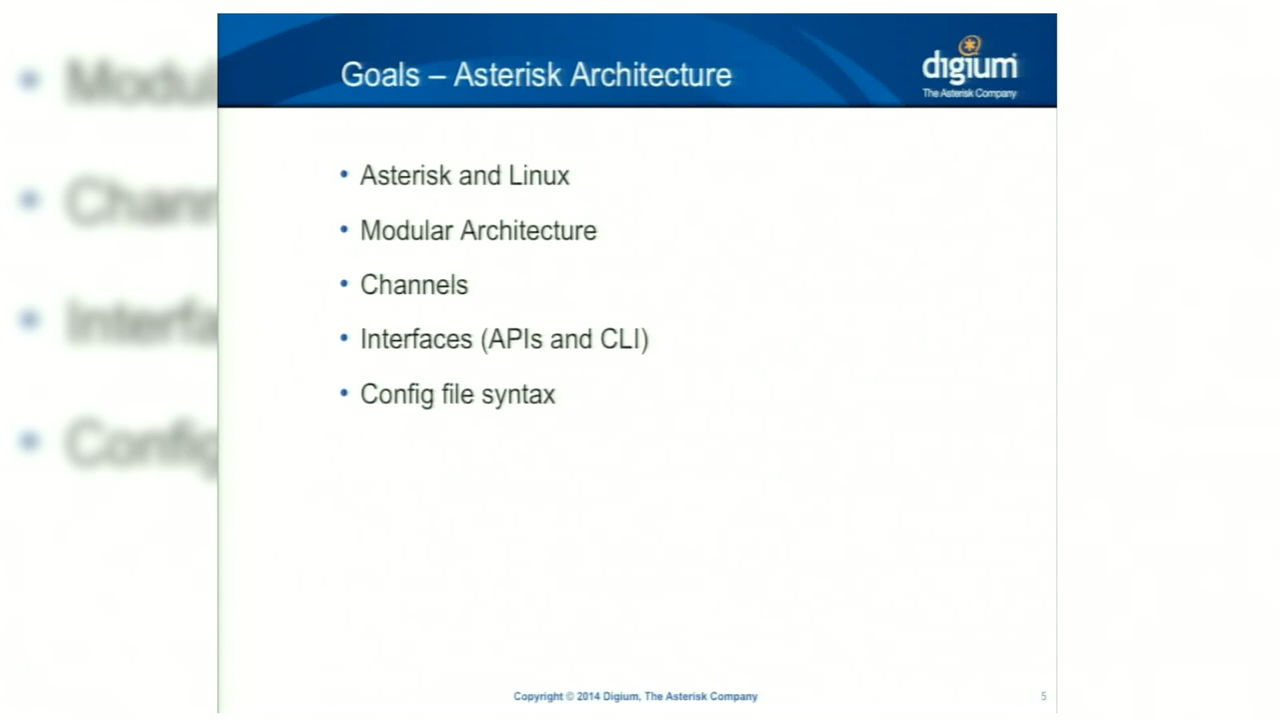 Goals – Asterisk Architecture
digium
The Asterisk Company
• Asterisk and Linux
• Modular Architecture
• Channels
• Interfaces (APIs and CLI)
• Config file syntax
Copyright © 2014 Digium, The Asterisk Company
5